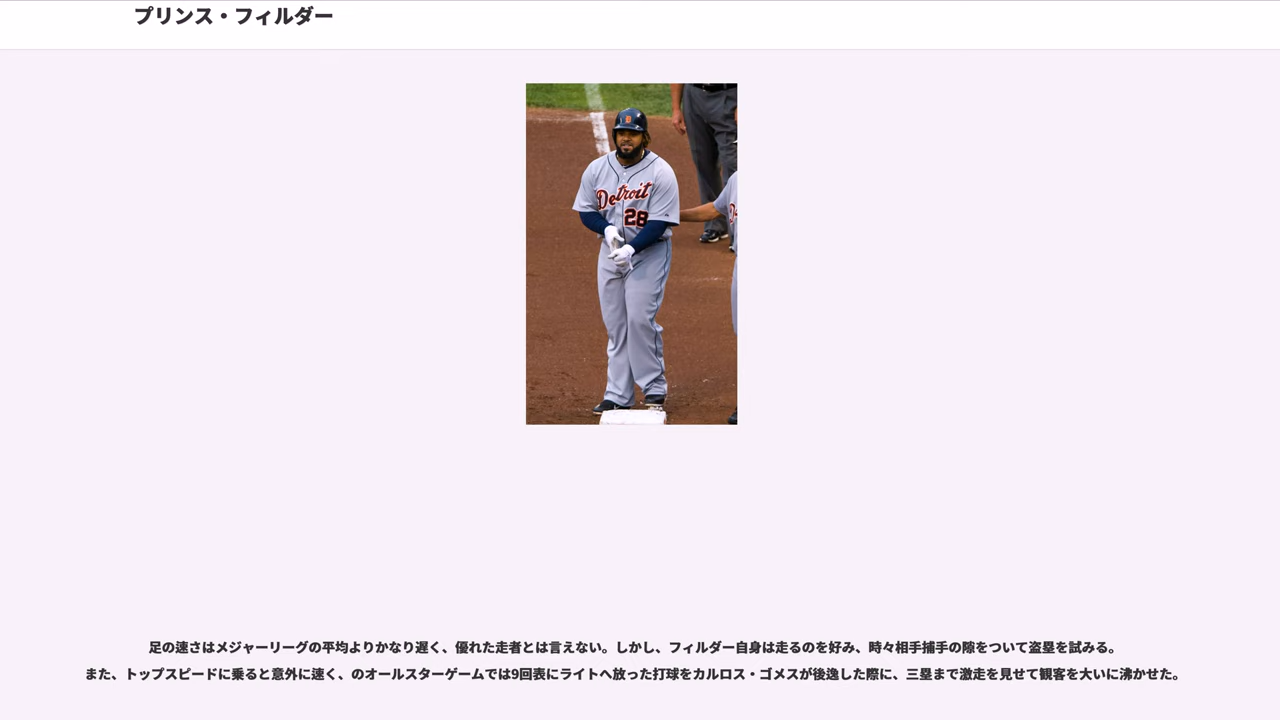 プリンス・フィルダー
Detroit
28
足の速さはメジャーリーグの平均よりかなり遅く、優れた走者とは言えない。しかし、フィルダー自身は走るのを好み、時々相手捕手の隙をついて盗塁を試みる。
また、トップスピードに乗ると意外に速く、のオールスターゲームでは9回表にライトへ放った打球をカルロス・ゴメスが後逸した際に、三塁まで激走を見せて観客を大いに沸かせた。